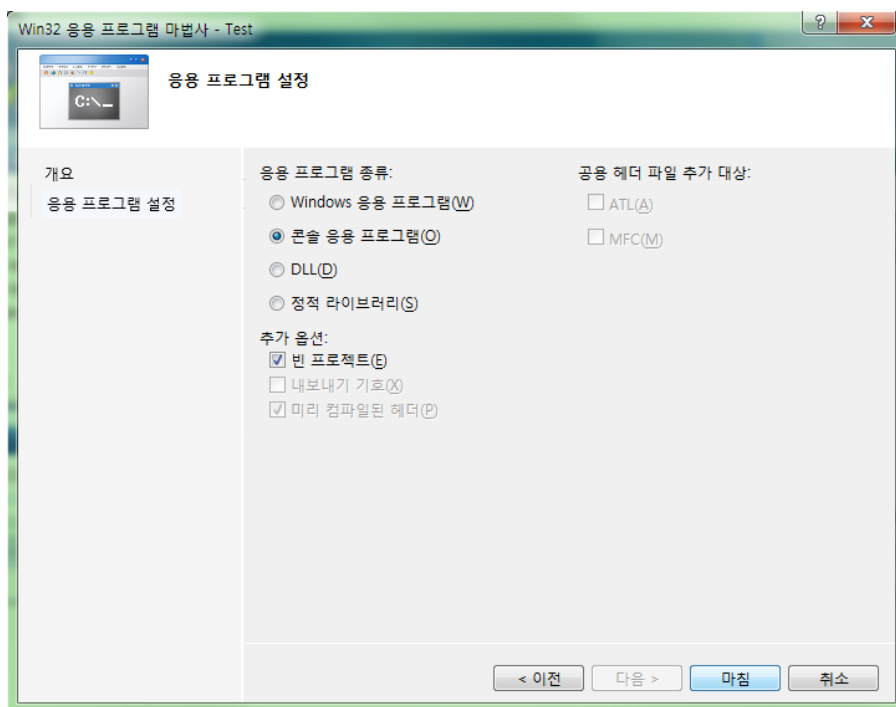 Win32 응용 프로그램 마법사 - Test
C:\_
응용 프로그램 설정
개요
응용 프로그램 설정
응용 프로그램 종류:
Windows 응용 프로그램(W)
콘솔 응용 프로그램(O)
DLL(D)
정적 라이브러리(S)
추가 옵션:
빈 프로젝트(E)
내보내기 기호(X)
미리 컴파일된 헤더(P)
공용 헤더 파일 추가 대상:
ATL(A)
MFC(M)
< 이전
다음 >
마침
취소